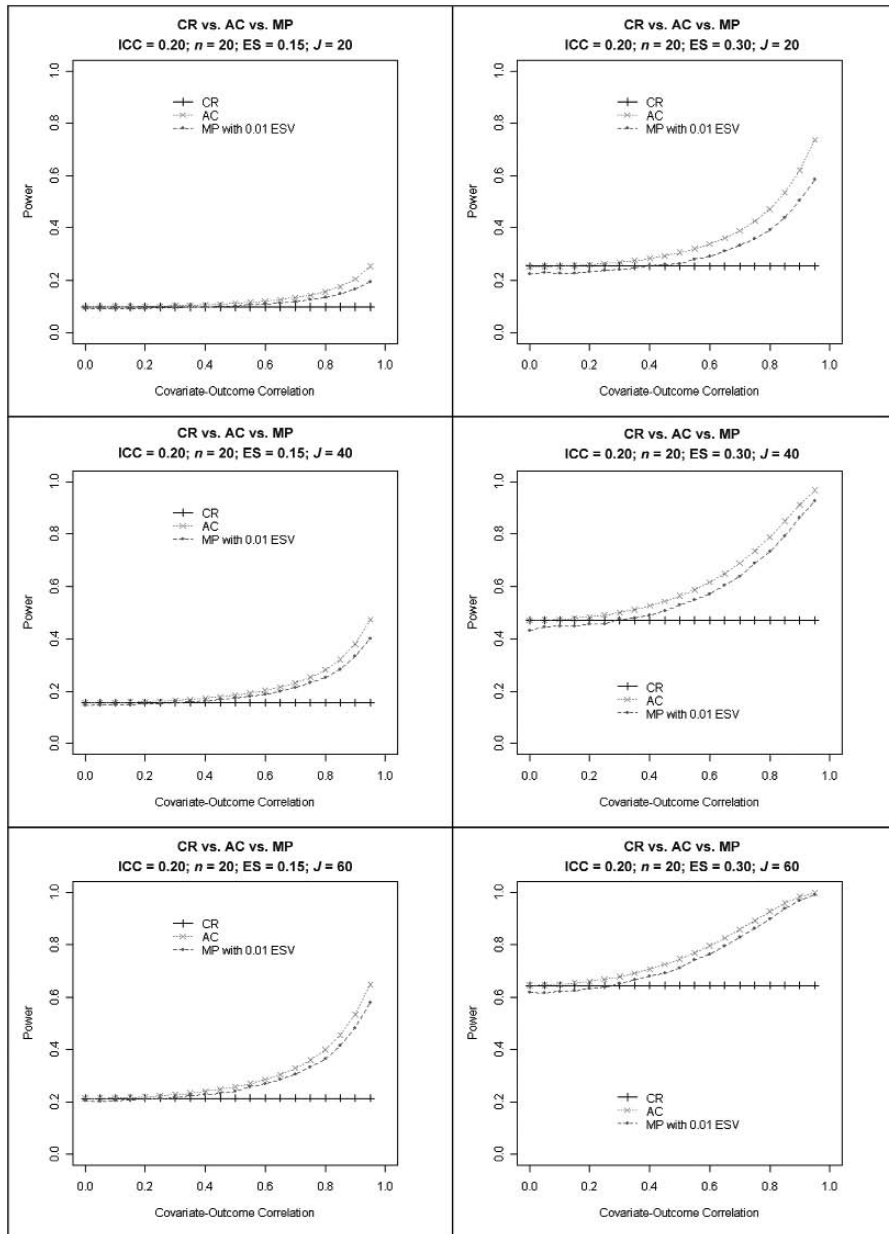 CR vs. AC vs. MP
ICC = 0.20; n = 20; ES = 0.15; J = 20
CR
AC
MP with 0.01 ESV
Power
0.0 0.2 0.4 0.6 0.8 1.0
0.0 0.2 0.4 0.6 0.8 1.0
Covariate-Outcome Correlation
CR vs. AC vs. MP
ICC = 0.20; n = 20; ES = 0.30; J = 20
CR
AC
MP with 0.01 ESV
Power
0.0 0.2 0.4 0.6 0.8 1.0
0.0 0.2 0.4 0.6 0.8 1.0
Covariate-Outcome Correlation
CR vs. AC vs. MP
ICC = 0.20; n = 20; ES = 0.15; J = 40
CR
AC
MP with 0.01 ESV
Power
0.0 0.2 0.4 0.6 0.8 1.0
0.0 0.2 0.4 0.6 0.8 1.0
Covariate-Outcome Correlation
CR vs. AC vs. MP
ICC = 0.20; n = 20; ES = 0.30; J = 40
CR
AC
MP with 0.01 ESV
Power
0.0 0.2 0.4 0.6 0.8 1.0
0.0 0.2 0.4 0.6 0.8 1.0
Covariate-Outcome Correlation
CR vs. AC vs. MP
ICC = 0.20; n = 20; ES = 0.15; J = 60
CR
AC
MP with 0.01 ESV
Power
0.0 0.2 0.4 0.6 0.8 1.0
0.0 0.2 0.4 0.6 0.8 1.0
Covariate-Outcome Correlation
CR vs. AC vs. MP
ICC = 0.20; n = 20; ES = 0.30; J = 60
CR
AC
MP with 0.01 ESV
Power
0.0 0.2 0.4 0.6 0.8 1.0
0.0 0.2 0.4 0.6 0.8 1.0
Covariate-Outcome Correlation